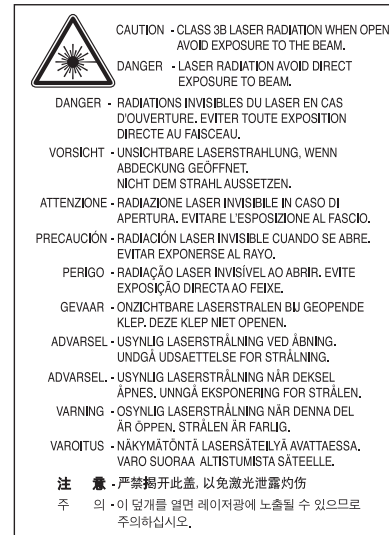 CAUTION - CLASS 3B LASER RADIATION WHEN OPEN
AVOID EXPOSURE TO THE BEAM.
DANGER - LASER RADIATION AVOID DIRECT
EXPOSURE TO BEAM.
DANGER - RADIATIONS INVISIBLES DU LASER EN CAS
D'OUVERTURE. EVITER TOUTE EXPOSITION
DIRECTE AU FAISCEAU.
VORSICHT - UNSICHTBARE LASERSTRAHLUNG, WENN
ABDECKUNG GEÖFFNET.
NICHT DEM STRAHL AUSSETZEN.
ATTENZIONE - RADIAZIONE LASER INVISIBILE IN CASO DI
APERTURA. EVITARE L'ESPOSIZIONE AL FASCIO.
PRECAUCIÓN - RADIACIÓN LASER INVISIBLE CUANDO SE ABRE.
EVITAR EXPONERSE AL RAYO.
PERIGO - RADIAÇÃO LASER INVISÍVEL AO ABRIR. EVITE
EXPOSIÇÃO DIRECTA AO FEIXE.
GEVAAR - ONZICHTBARE LASERSTRALEN BIJ GEOPENDE
KLEP. DEZE KLEP NIET OPENEN.
ADVARSEL - USYNLIG LASERSTRÅLNING VED ÅBNING.
UNDGÅ UDSAETTELSE FOR STRÅLNING.
ADVARSEL. - USYNLIG LASERSTRÅLNING NÅR DEKSEL
ÅPNES. UNNGÅ EKSPONERING FOR STRÅLEN.
VARNING - OSYNLIG LASERSTRÅLNING NÄR DENNA DEL
ÄR ÖPPEN. STRÅLEN ÄR FARLIG.
VAROITUS - NÄKYMÄTÖNTÄ LASERSÄTEILYÄ AVATTAESSA.
VARO SUORAA ALTISTUMISTA SÄTEELLE.
注 意 - 严禁揭开此盖, 以免激光泄露灼伤
주 의 - 이 덮개를 열면 레이저광에 노출될 수 있으므로
주의하십시오.